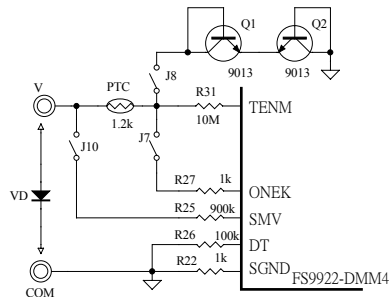 Q1 Q2
9013 9013
J8
V PTC R31
TENM
1.2k 10M
J10 J7
R27 1k
ONEK
VD R25 900k
SMV
R26 100k
DT
R22 1k
SGND
FS9922-DMM4
COM